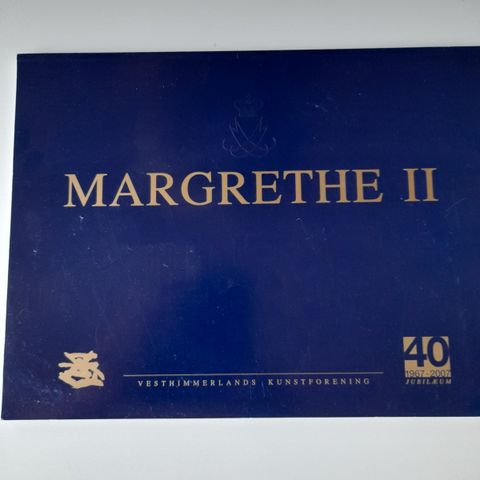 MARGRETHE II
VESTHIMMERLANDS KUNSTFORENING
40
1967-2007
JUBILÆUM